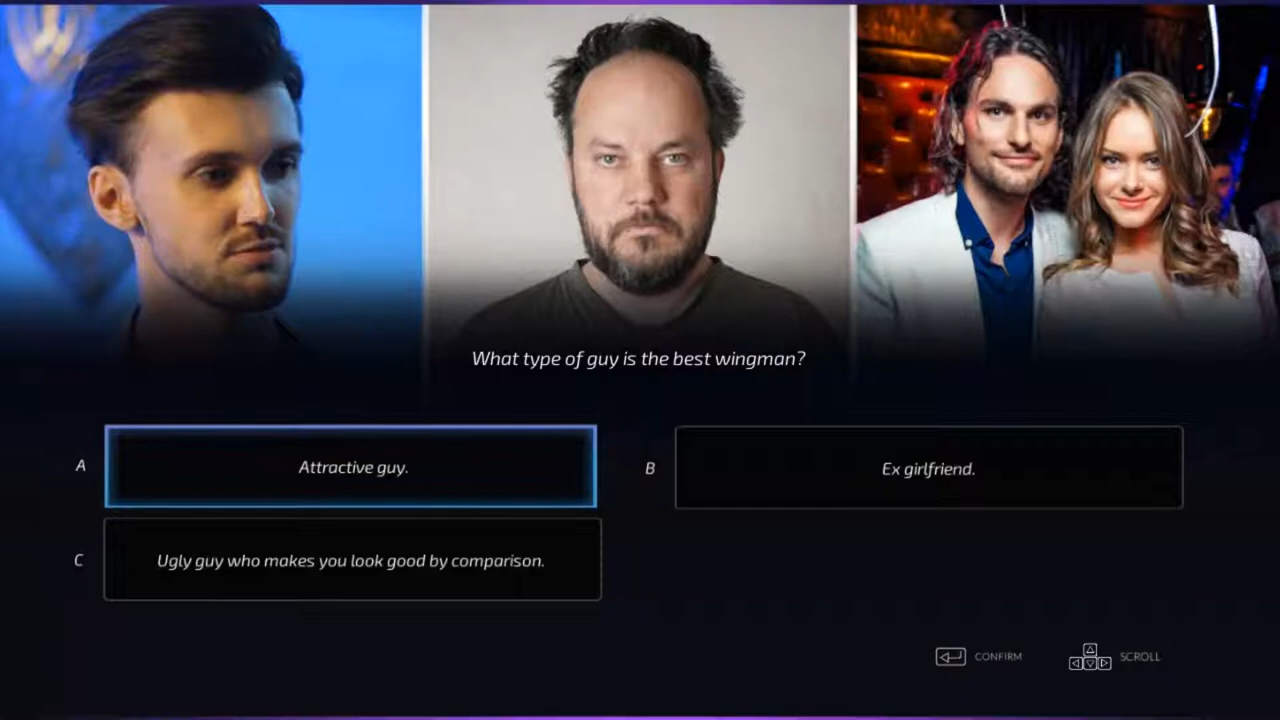 What type of guy is the best wingman?
A
Attractive guy.
B
Ex girlfriend.
C
Ugly guy who makes you look good by comparison.
CONFIRM
SCROLL